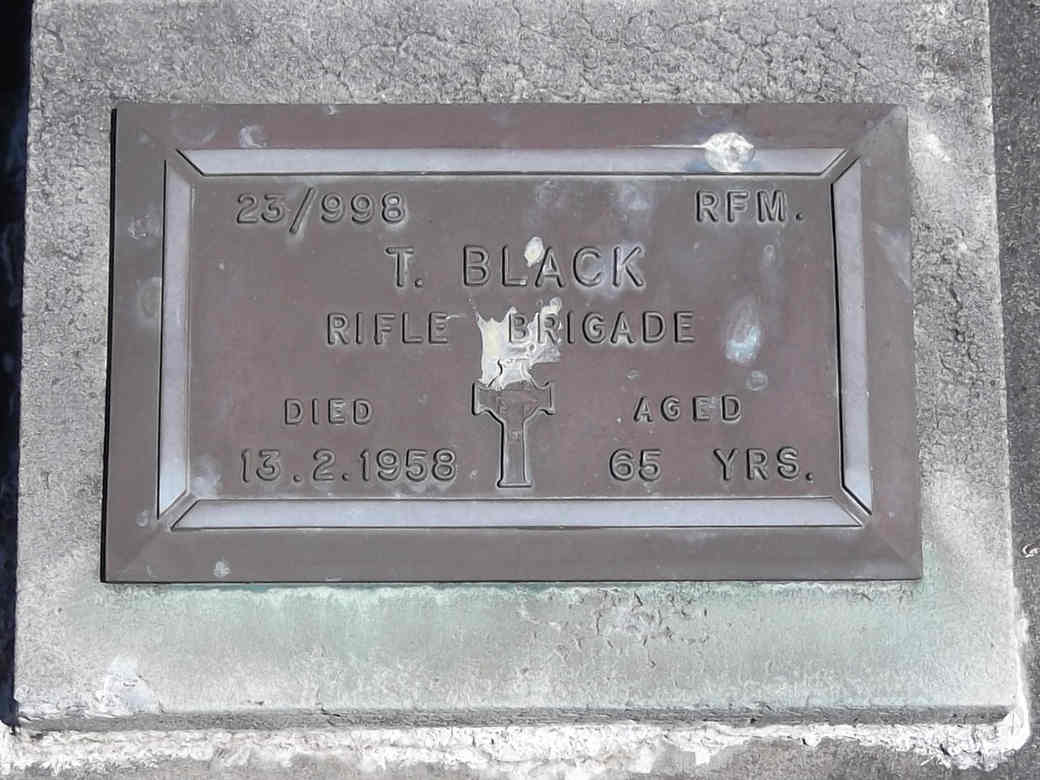 23/998 RFM.
T. BLACK
RIFLE BRIGADE
DIED AGED
13.2.1958 65 YRS.